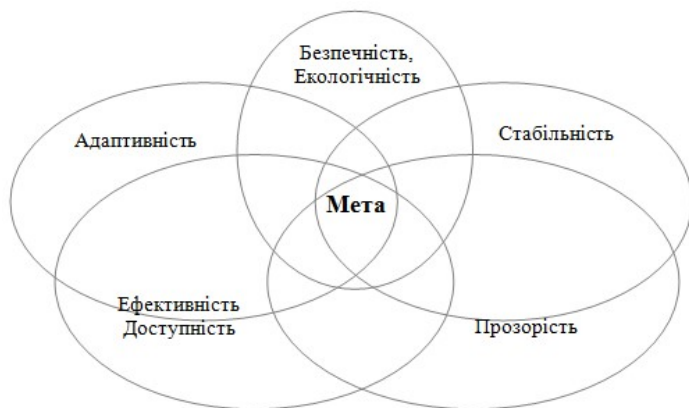 Безпечність,
Екологічність
Адаптивність
Стабільність
Мета
Ефективність
Доступність
Прозорість